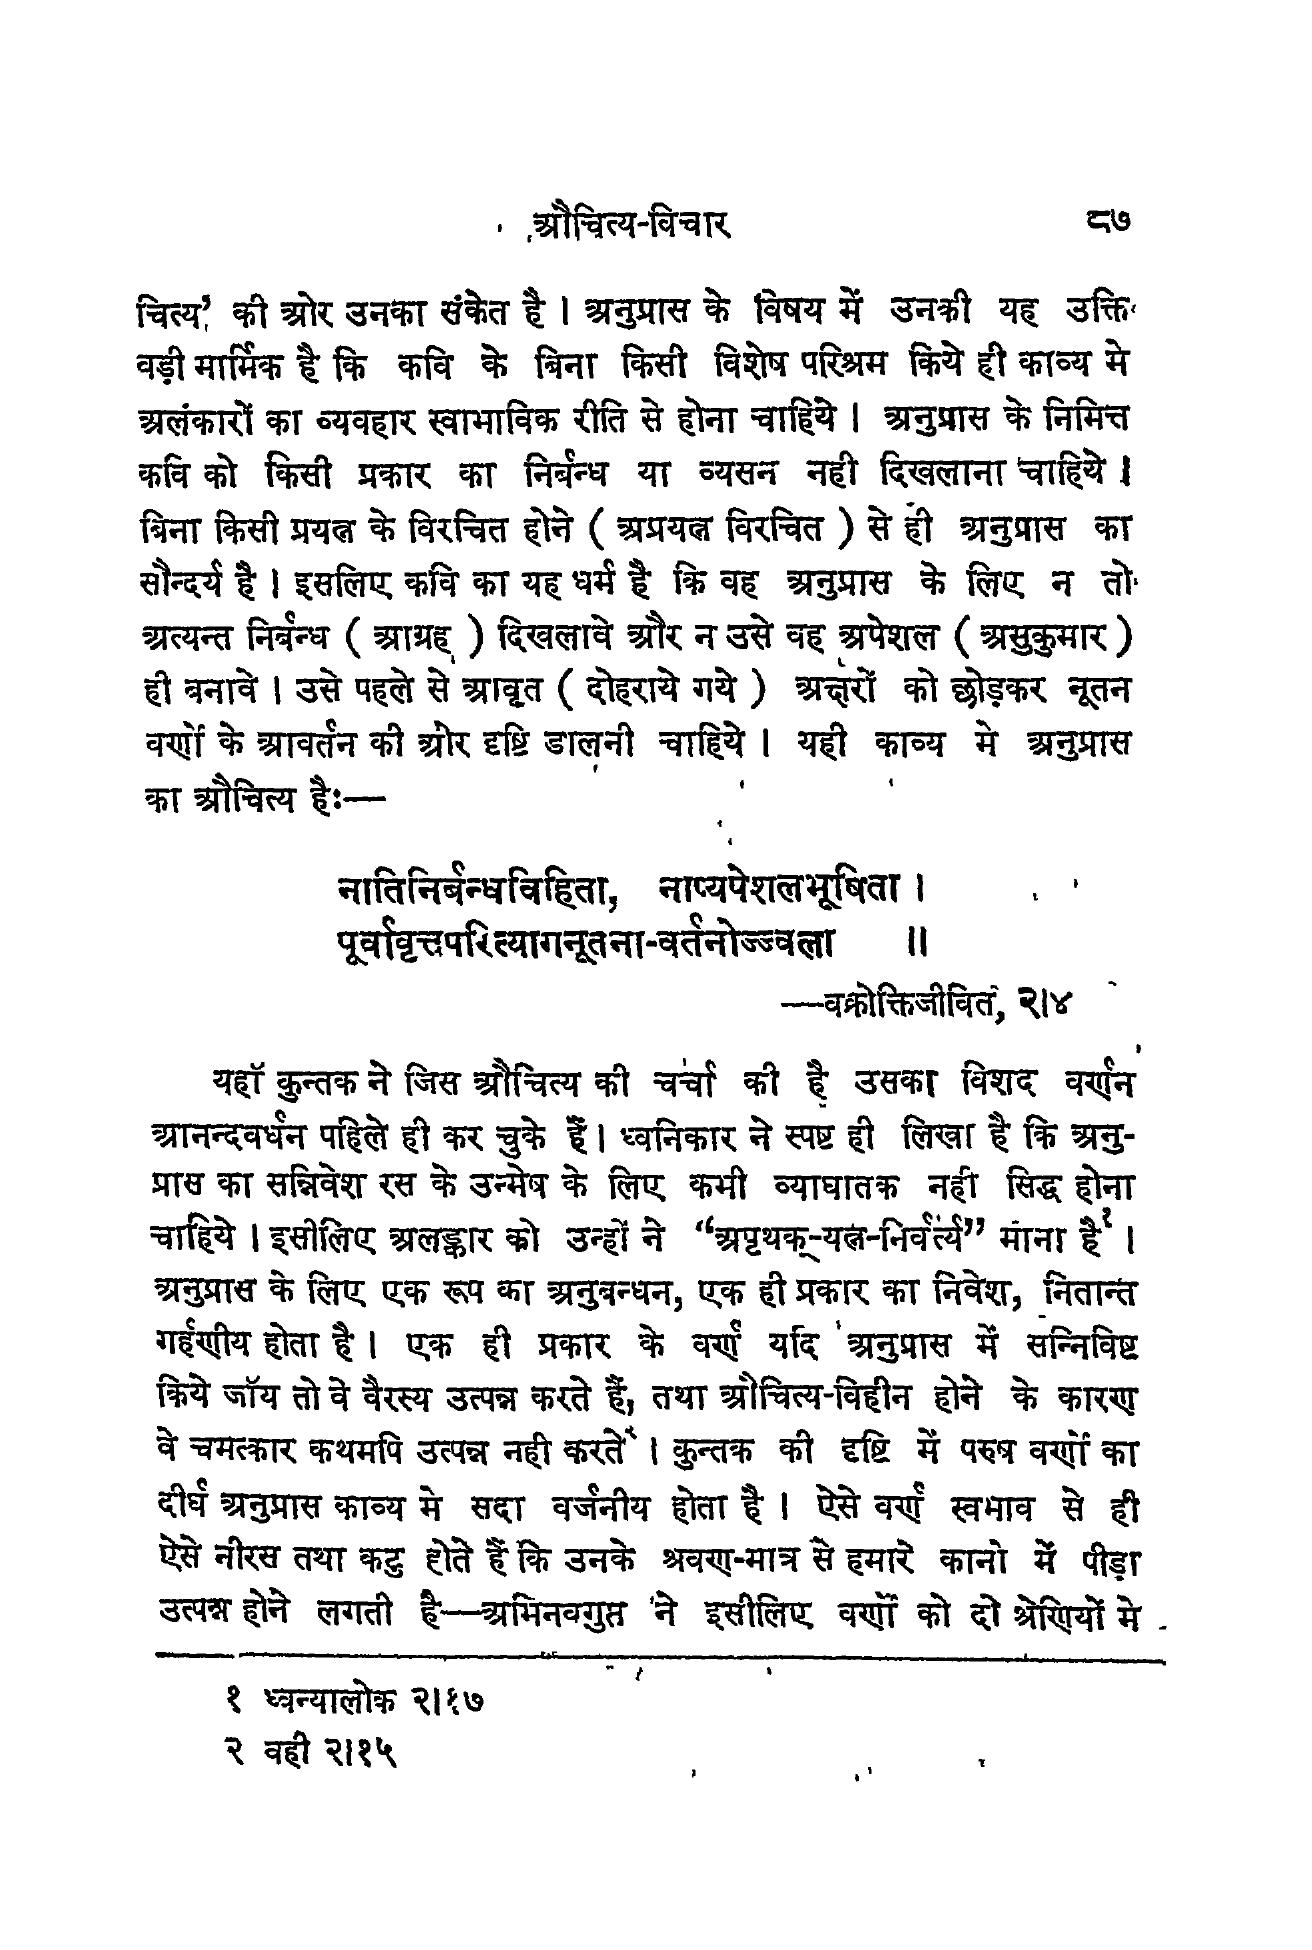 औचित्य-विचार ८७
चित्य' की ओर उनका संकेत है । अनुप्रास के विषय में उनकी यह उक्ति
वड़ी मार्मिक है कि कवि के बिना किसी विशेष परिश्रम किये ही काव्य मे
अलंकारों का व्यवहार स्वाभाविक रीति से होना चाहिये । अनुप्रास के निमित्त
कवि को किसी प्रकार का निर्बन्ध या व्यसन नही दिखलाना चाहिये ।
बिना किसी प्रयत्न के विरचित होने ( अप्रयत्न विरचित ) से ही अनुप्रास का
सौन्दर्य है । इसलिए कवि का यह धर्म है कि वह अनुप्रास के लिए न तो
अत्यन्त निर्बन्ध ( आग्रह ) दिखलावे और न उसे वह अपेशल ( असुकुमार )
ही बनावे । उसे पहले से आवृत ( दोहराये गये ) अक्षरों को छोड़कर नूतन
वर्णों के आवर्तन की ओर दृष्टि डालनी चाहिये । यही काव्य मे अनुप्रास
का औचित्य है:—
नातिनिर्बन्धविहिता, नाप्यपेशलभूषिता ।
पूर्वावृत्तपरित्यागनूतना-वर्तनोज्ज्वला ॥
—वक्रोक्तिजीवित, २।४
यहाँ कुन्तक ने जिस औचित्य की चर्चा की है उसका विशद वर्णन
आनन्दवर्धन पहिले ही कर चुके हैं । ध्वनिकार ने स्पष्ट ही लिखा है कि अनु-
प्रास का सन्निवेश रस के उन्मेष के लिए कभी व्याघातक नही सिद्ध होना
चाहिये । इसीलिए अलङ्कार को उन्हों ने “अपृथक्-यत्न-निर्वर्त्य” माना है१ ।
अनुप्रास के लिए एक रूप का अनुबन्धन, एक ही प्रकार का निवेश, नितान्त
गर्हणीय होता है । एक ही प्रकार के वर्ण यदि अनुप्रास में सन्निविष्ट
किये जॉय तो वे वैरस्य उत्पन्न करते हैं, तथा औचित्य-विहीन होने के कारण
वे चमत्कार कथमपि उत्पन्न नही करते२ । कुन्तक की दृष्टि में परुष वर्णों का
दीर्घ अनुप्रास काव्य मे सदा वर्जनीय होता है । ऐसे वर्ण स्वभाव से ही
ऐसे नीरस तथा कटु होते हैं कि उनके श्रवण-मात्र से हमारे कानो में पीड़ा
उत्पन्न होने लगती है—अभिनवगुप्त ने इसीलिए वर्णों को दो श्रेणियों मे
१ ध्वन्यालोक २।१७
२ वही २।१५